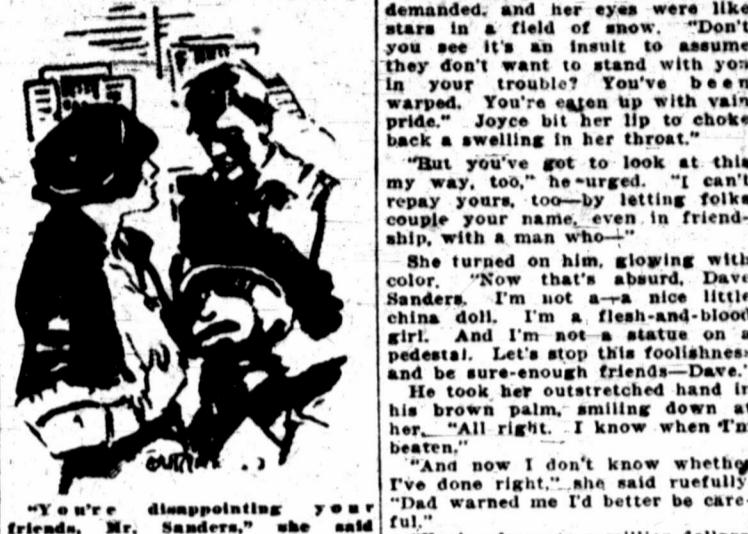 "You're disappointing your
friends, Mr. Sanders," she said
demanded, and her eyes were like
stars in a field of snow. "Don't
you see it's an insult to assume
they don't want to stand with you
in your trouble? You've been
warped. You're eaten up with vain
pride." Joyce bit her lip to choke
back a swelling in her throat."
"But you've got to look at this
my way, too," he urged. "I can't
repay yours, too—by letting folks
couple your name, even in friend-
ship, with a man who—"
She turned on him, glowing with
color. "Now that's absurd, Dave
Sanders. I'm not a—a nice little
china doll. I'm a flesh-and-blood
girl. And I'm not a statue on a
pedestal. Let's stop this foolishness
and be sure-enough friends—Dave."
He took her outstretched hand in
his brown palm, smiling down at
her. "All right. I know when I'm
beaten."
"And now I don't know whether
I've done right," she said ruefully.
"Dad warned me I'd better be care-
ful."